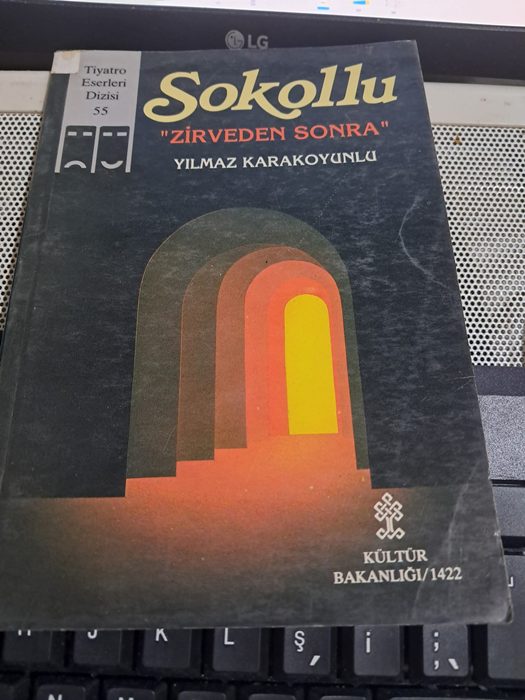 LG
Tiyatro
Eserleri
Dizisi
55
Sokollu
"ZİRVEDEN SONRA"
YILMAZ KARAKOYUNLU
KÜLTÜR
BAKANLIĞI/1422
J K L Ş İ ;